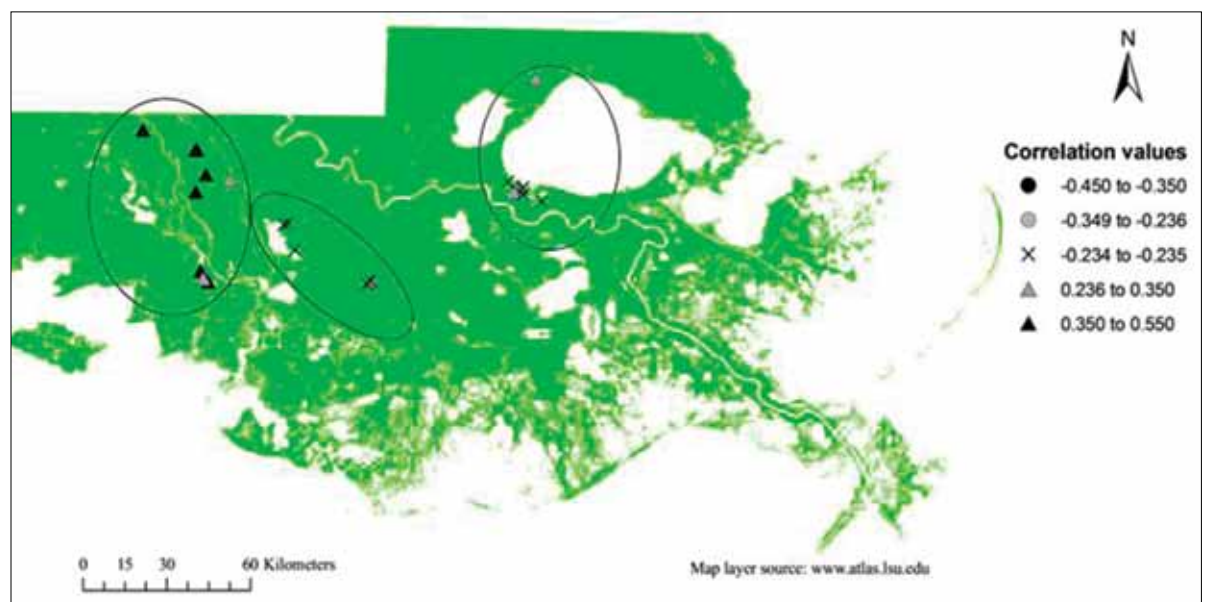 N
Correlation values
-0.450 to -0.350
-0.349 to -0.236
-0.234 to -0.235
0.236 to 0.350
0.350 to 0.550
0 15 30 60 Kilometers
Map layer source: www.atlas.lsu.edu